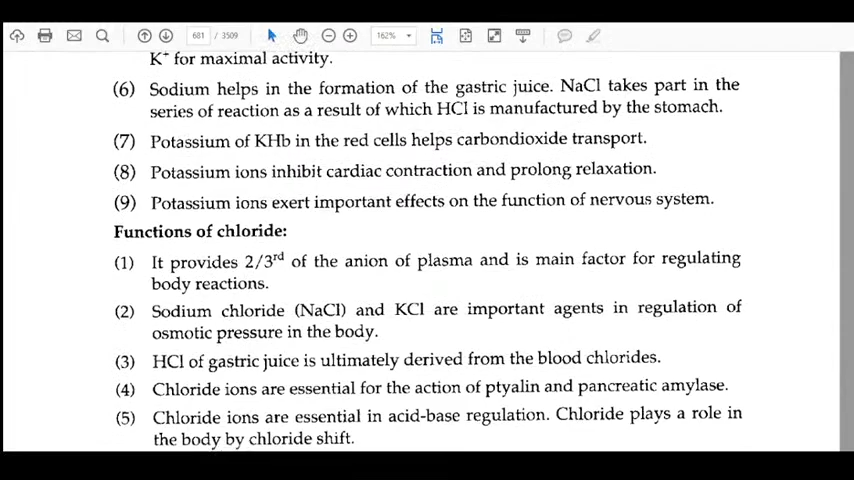 681 / 3509
162%
K⁺ for maximal activity.
(6) Sodium helps in the formation of the gastric juice. NaCl takes part in the
series of reaction as a result of which HCl is manufactured by the stomach.
(7) Potassium of KHb in the red cells helps carbondioxide transport.
(8) Potassium ions inhibit cardiac contraction and prolong relaxation.
(9) Potassium ions exert important effects on the function of nervous system.
Functions of chloride:
(1) It provides 2/3ʳᵈ of the anion of plasma and is main factor for regulating
body reactions.
(2) Sodium chloride (NaCl) and KCl are important agents in regulation of
osmotic pressure in the body.
(3) HCl of gastric juice is ultimately derived from the blood chlorides.
(4) Chloride ions are essential for the action of ptyalin and pancreatic amylase.
(5) Chloride ions are essential in acid-base regulation. Chloride plays a role in
the body by chloride shift.